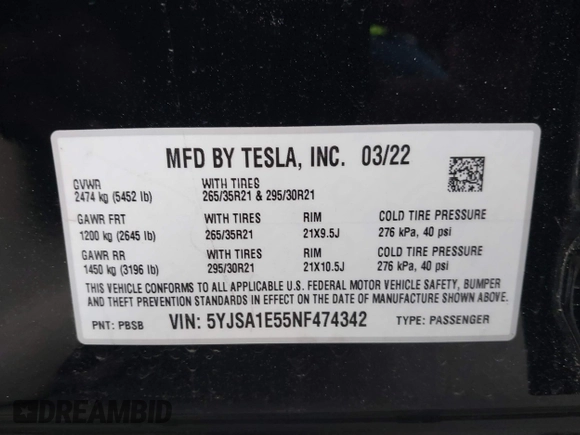 MFD BY TESLA, INC. 03/22
GVWR WITH TIRES
2474 kg (5452 lb) 265/35R21 & 295/30R21
GAWR FRT WITH TIRES RIM COLD TIRE PRESSURE
1200 kg (2645 lb) 265/35R21 21X9.5J 276 kPa, 40 psi
GAWR RR WITH TIRES RIM COLD TIRE PRESSURE
1450 kg (3196 lb) 295/30R21 21X10.5J 276 kPa, 40 psi
THIS VEHICLE CONFORMS TO ALL APPLICABLE U.S. FEDERAL MOTOR VEHICLE SAFETY, BUMPER
AND THEFT PREVENTION STANDARDS IN EFFECT ON THE DATE OF MANUFACTURE SHOWN ABOVE.
PNT: PBSB VIN: 5YJSA1E55NF474342 TYPE: PASSENGER
DREAMBID